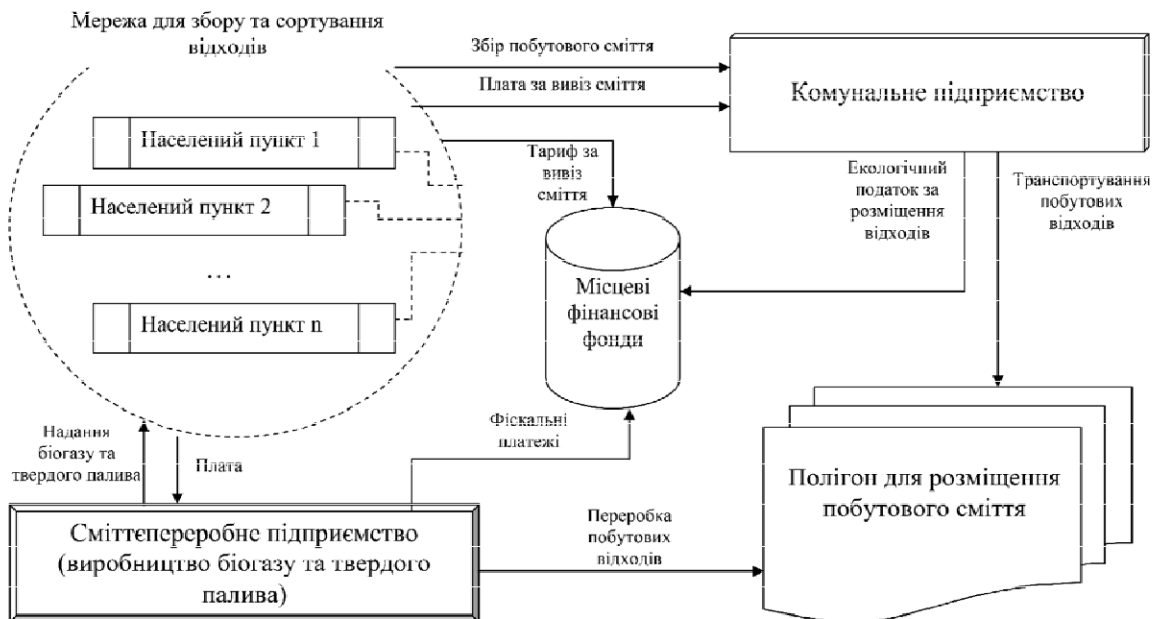 Мережа для збору та сортування
відходів
Збір побутового сміття
Плата за вивіз сміття
Комунальне підприємство
Населений пункт 1
Населений пункт 2
...
Населений пункт n
Тариф за
вивіз
сміття
Екологічний
податок за
розміщення
відходів
Транспортування
побутових
відходів
Місцеві
фінансові
фонди
Надання
біогазу та
твердого палива
Плата
Фіскальні
платежі
Полігон для розміщення
побутового сміття
Сміттєпереробне підприємство
(виробництво біогазу та твердого
палива)
Переробка
побутових
відходів